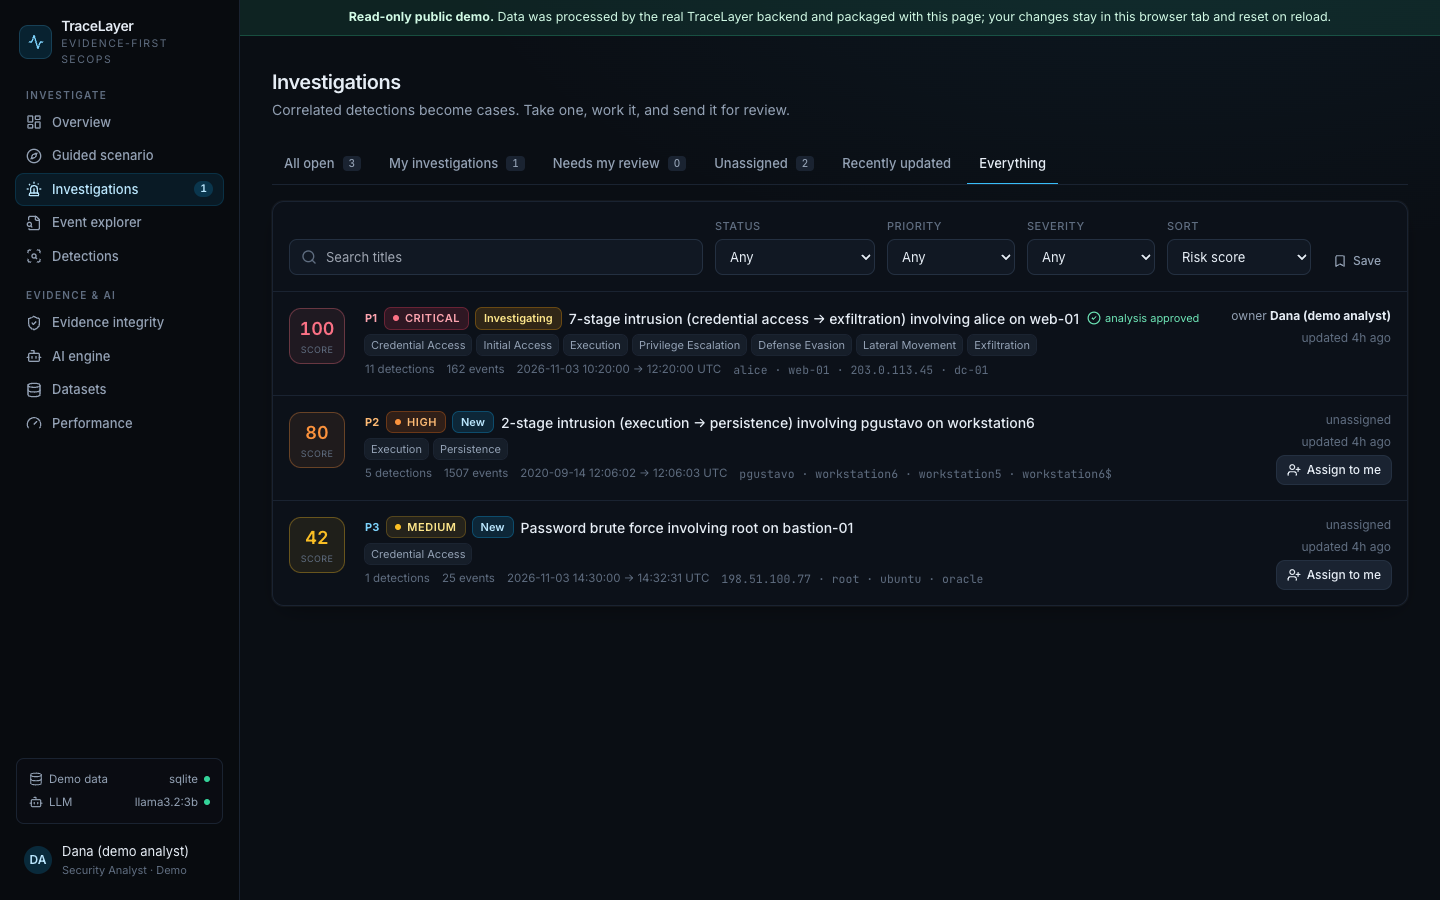 TraceLayer
EVIDENCE-FIRST
SECOPS
INVESTIGATE
Overview
Guided scenario
Investigations 1
Event explorer
Detections
EVIDENCE & AI
Evidence integrity
AI engine
Datasets
Performance
Demo data sqlite
LLM llama3.2:3b
DA
Dana (demo analyst)
Security Analyst · Demo
Read-only public demo. Data was processed by the real TraceLayer backend and packaged with this page; your changes stay in this browser tab and reset on reload.
Investigations
Correlated detections become cases. Take one, work it, and send it for review.
All open 3 My investigations 1 Needs my review 0 Unassigned 2 Recently updated Everything
STATUS PRIORITY SEVERITY SORT
Search titles Any Any Any Risk score Save
100 SCORE
P1 CRITICAL Investigating 7-stage intrusion (credential access → exfiltration) involving alice on web-01 analysis approved
Credential Access Initial Access Execution Privilege Escalation Defense Evasion Lateral Movement Exfiltration
11 detections 162 events 2026-11-03 10:20:00 → 12:20:00 UTC alice · web-01 · 203.0.113.45 · dc-01
owner Dana (demo analyst)
updated 4h ago
80 SCORE
P2 HIGH New 2-stage intrusion (execution → persistence) involving pgustavo on workstation6
Execution Persistence
5 detections 1507 events 2020-09-14 12:06:02 → 12:06:03 UTC pgustavo · workstation6 · workstation5 · workstation6$
unassigned
updated 4h ago
Assign to me
42 SCORE
P3 MEDIUM New Password brute force involving root on bastion-01
Credential Access
1 detections 25 events 2026-11-03 14:30:00 → 14:32:31 UTC 198.51.100.77 · root · ubuntu · oracle
unassigned
updated 4h ago
Assign to me